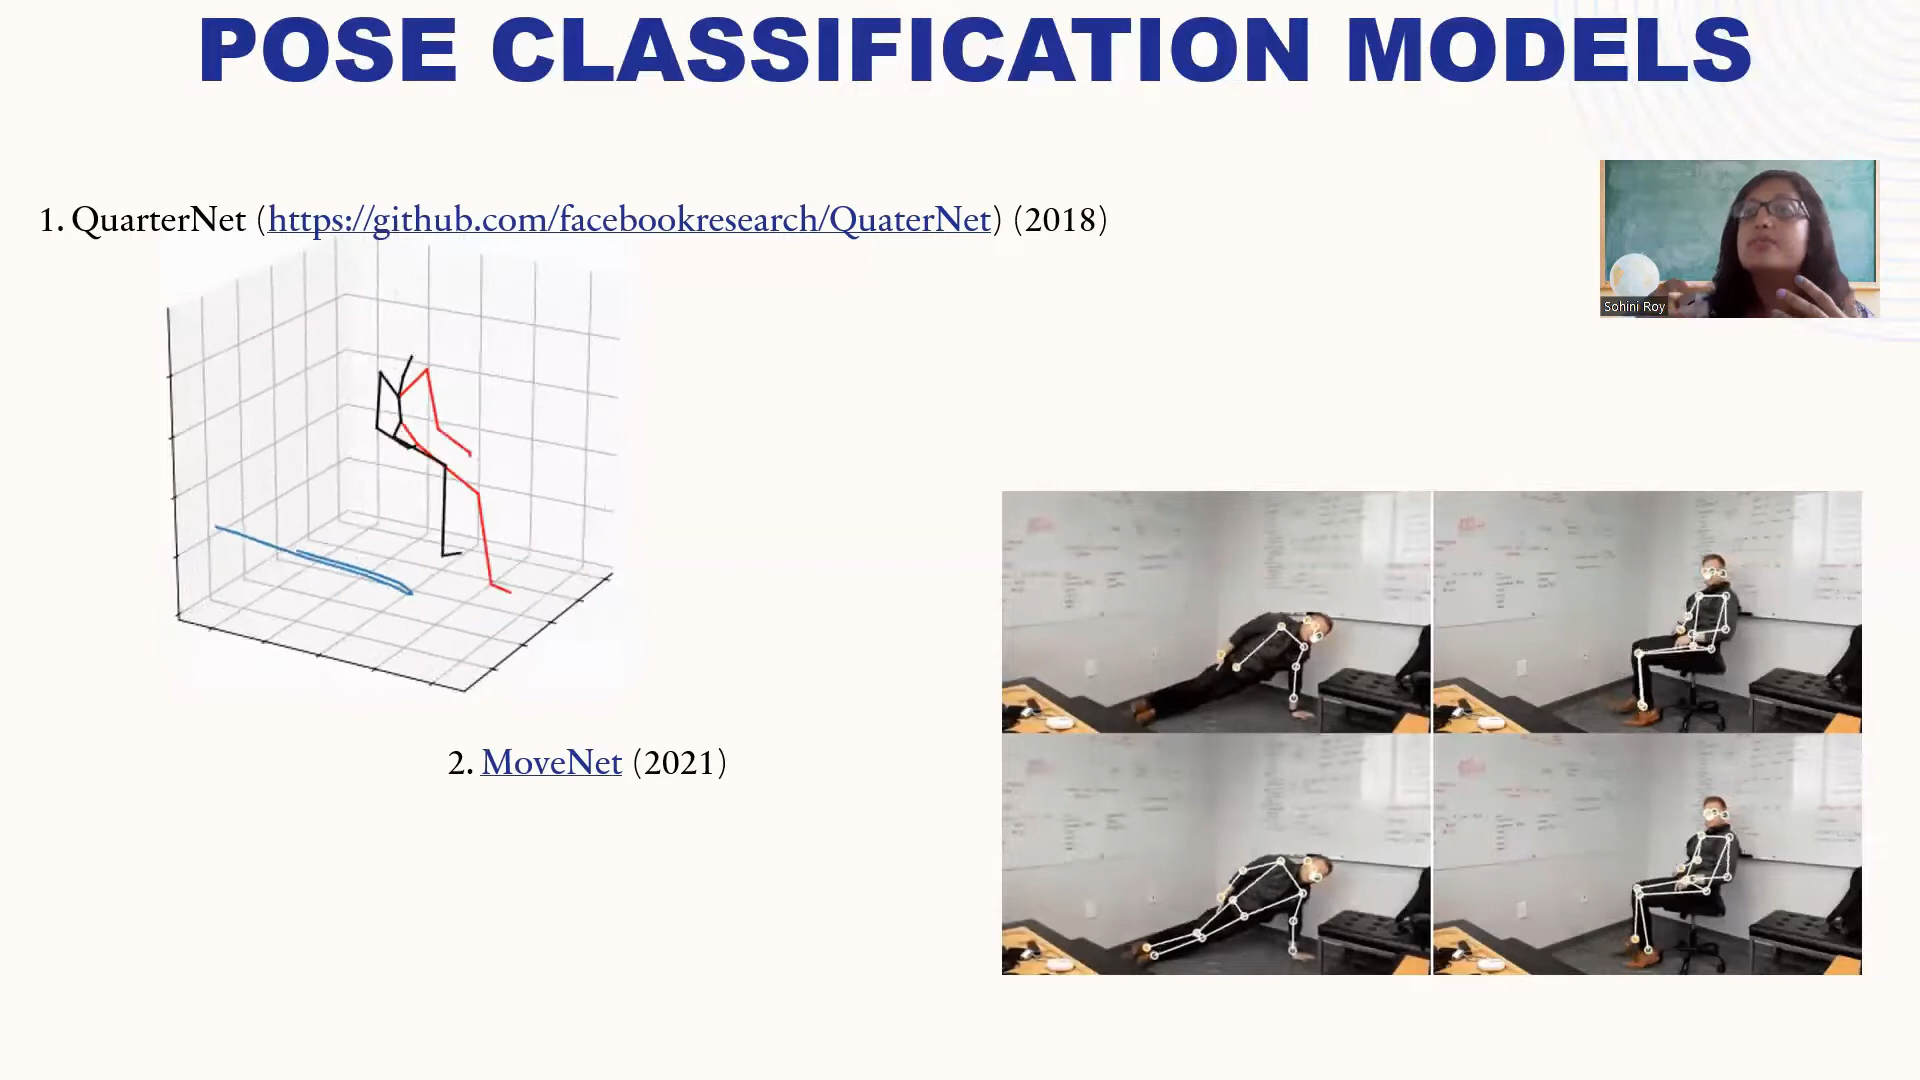 POSE CLASSIFICATION MODELS
1. QuarterNet (https://github.com/facebookresearch/QuaterNet) (2018)
Sohini Roy
2. MoveNet (2021)